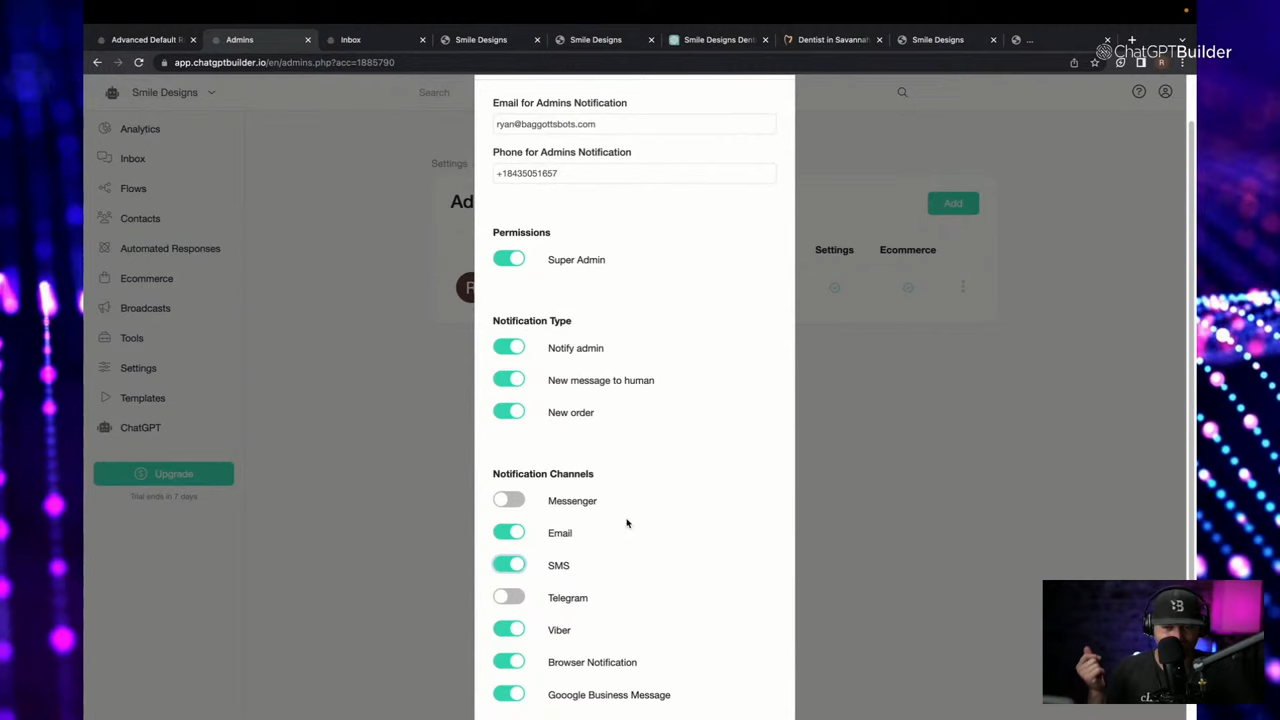 Advanced Default R
Admins
Inbox
Smile Designs
Smile Designs
Smile Designs Dent
Dentist in Savannah
Smile Designs
...
ChatGPTBuilder
app.chatgptbuilder.io/en/admins.php?acc=1885790
R
Smile Designs
Search
Analytics
Inbox
Flows
Contacts
Automated Responses
Ecommerce
Broadcasts
Tools
Settings
Templates
ChatGPT
Upgrade
Trial ends in 7 days
Settings
Ad
R
Add
Settings
Ecommerce
Email for Admins Notification
ryan@baggottsbots.com
Phone for Admins Notification
+18435051657
Permissions
Super Admin
Notification Type
Notify admin
New message to human
New order
Notification Channels
Messenger
Email
SMS
Telegram
Viber
Browser Notification
Gooogle Business Message